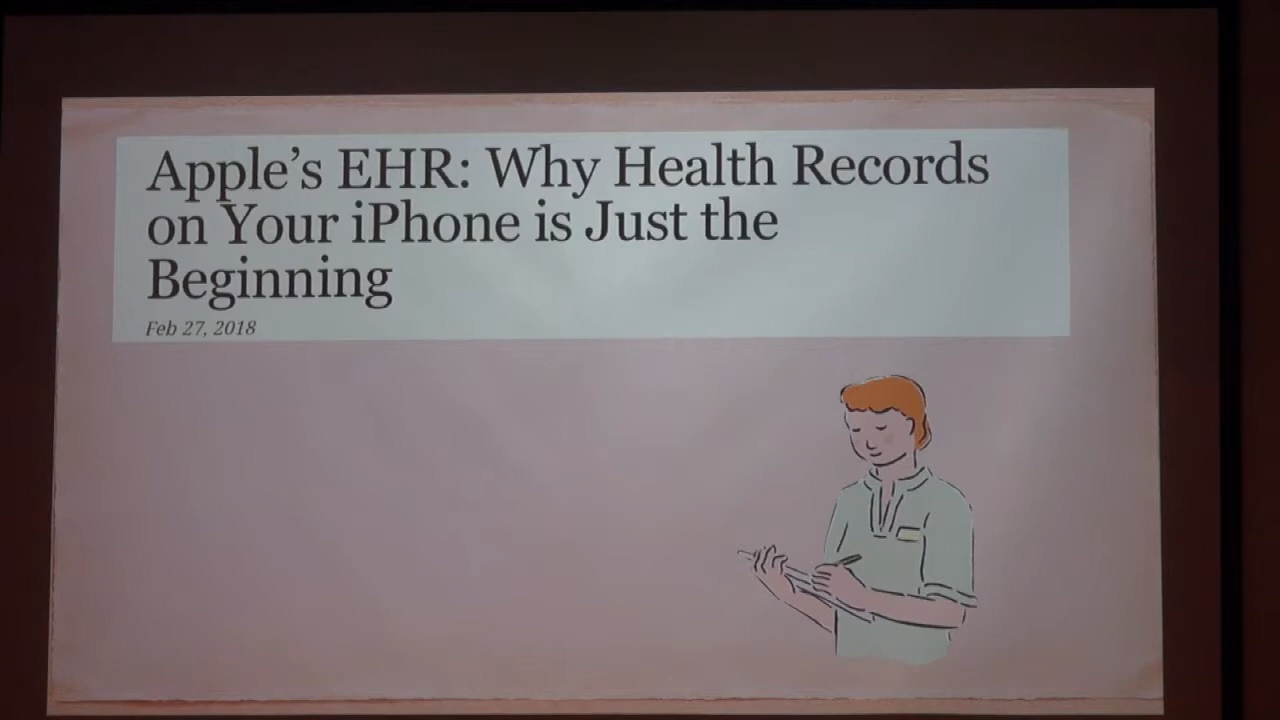 Apple’s EHR: Why Health Records
on Your iPhone is Just the
Beginning
Feb 27, 2018